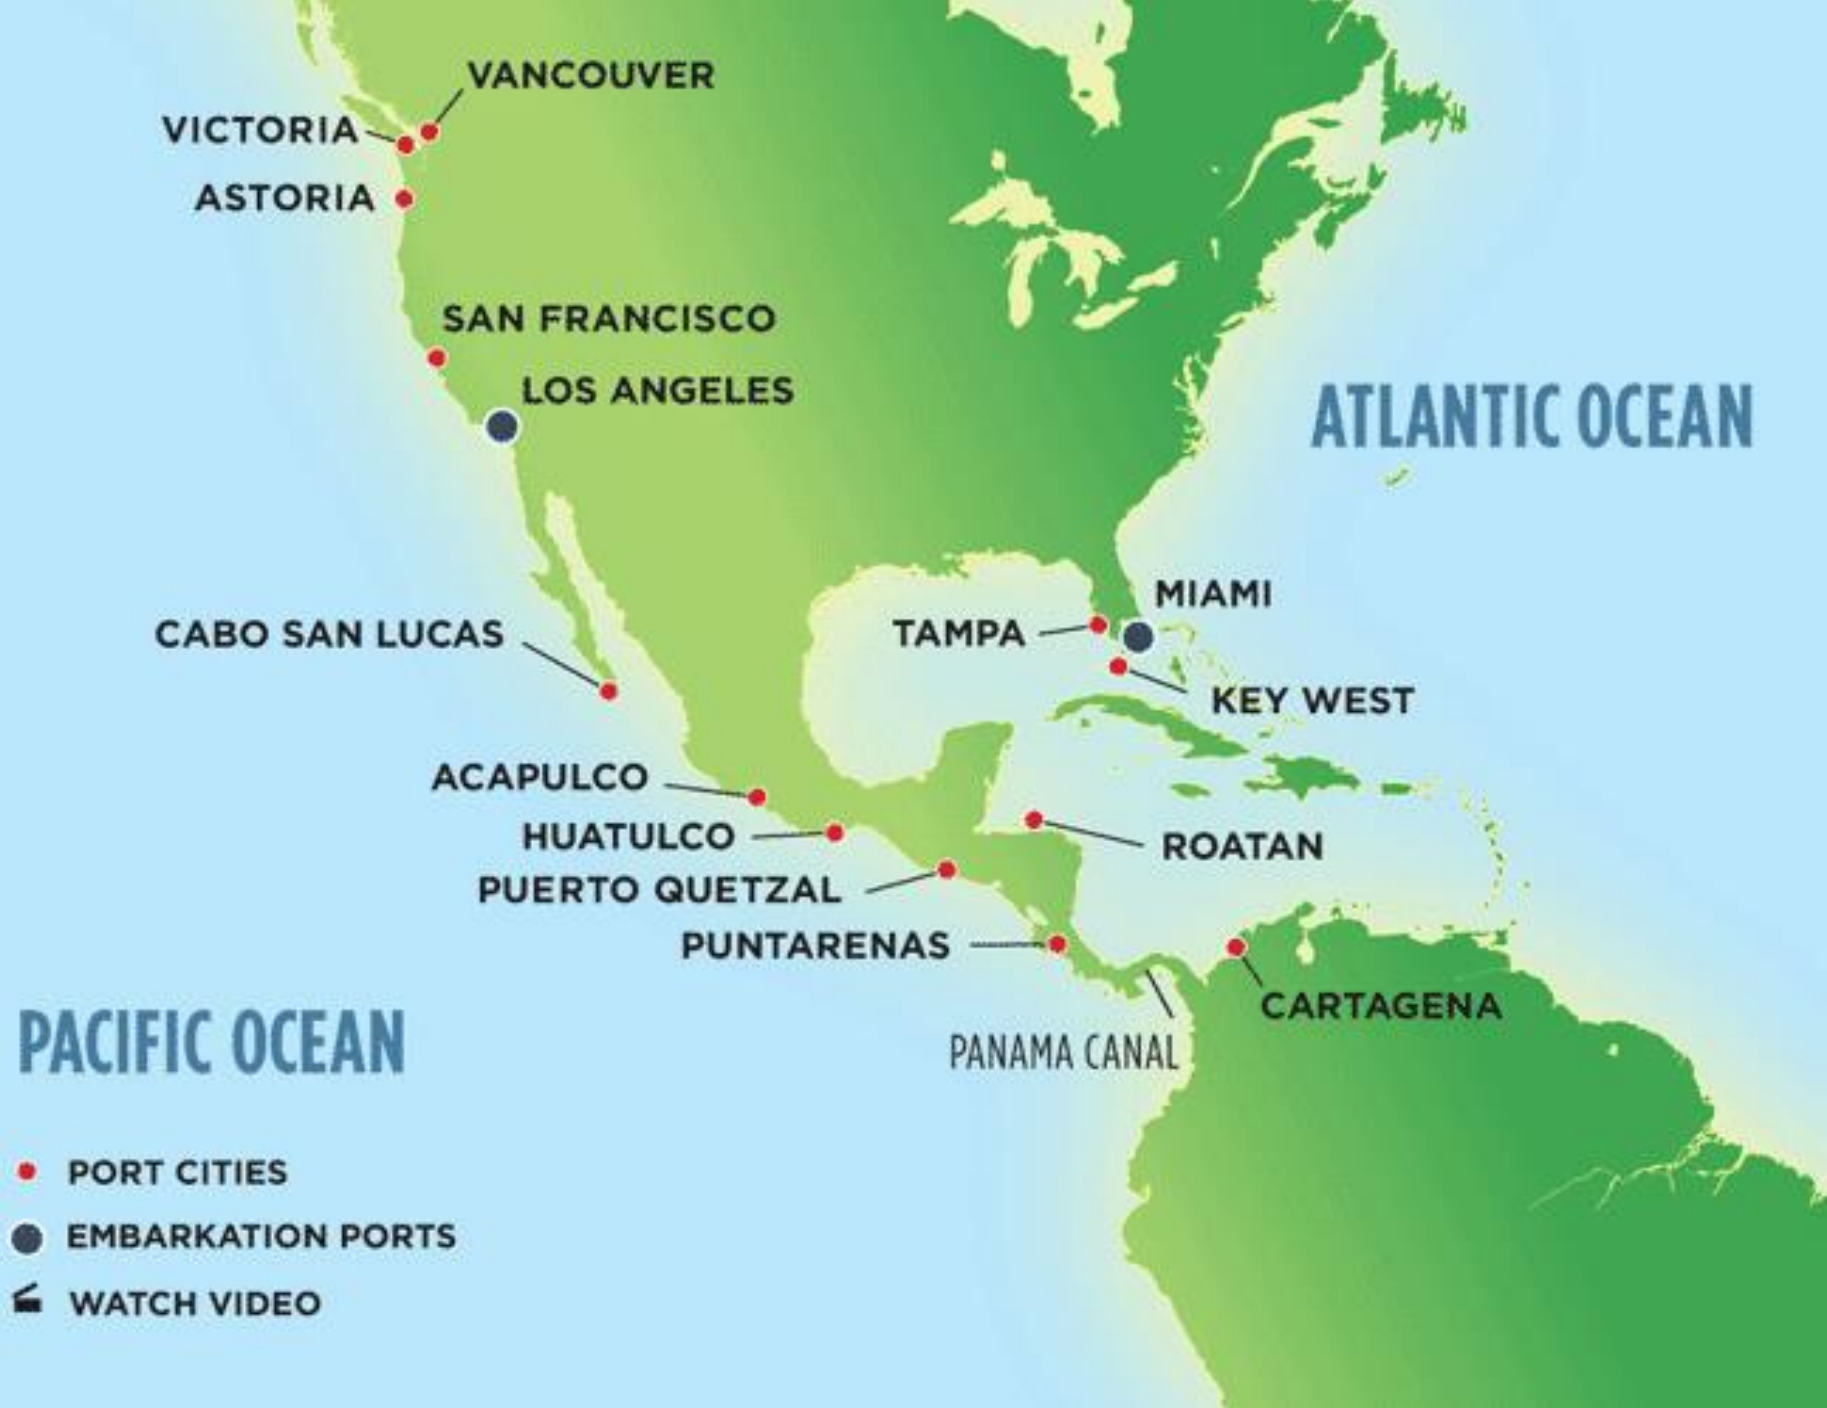 VANCOUVER
VICTORIA
ASTORIA
SAN FRANCISCO
LOS ANGELES
ATLANTIC OCEAN
MIAMI
TAMPA
CABO SAN LUCAS
KEY WEST
ACAPULCO
HUATULCO
ROATAN
PUERTO QUETZAL
PUNTARENAS
CARTAGENA
PANAMA CANAL
PACIFIC OCEAN
PORT CITIES
EMBARKATION PORTS
WATCH VIDEO